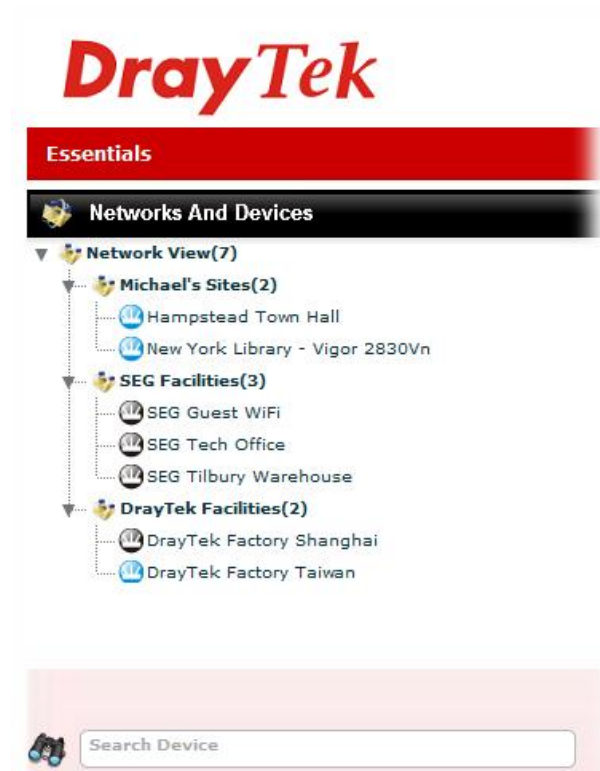 DrayTek
Essentials
Networks And Devices
Network View(7)
Michael's Sites(2)
Hampstead Town Hall
New York Library - Vigor 2830Vn
SEG Facilities(3)
SEG Guest WiFi
SEG Tech Office
SEG Tilbury Warehouse
DrayTek Facilities(2)
DrayTek Factory Shanghai
DrayTek Factory Taiwan
Search Device